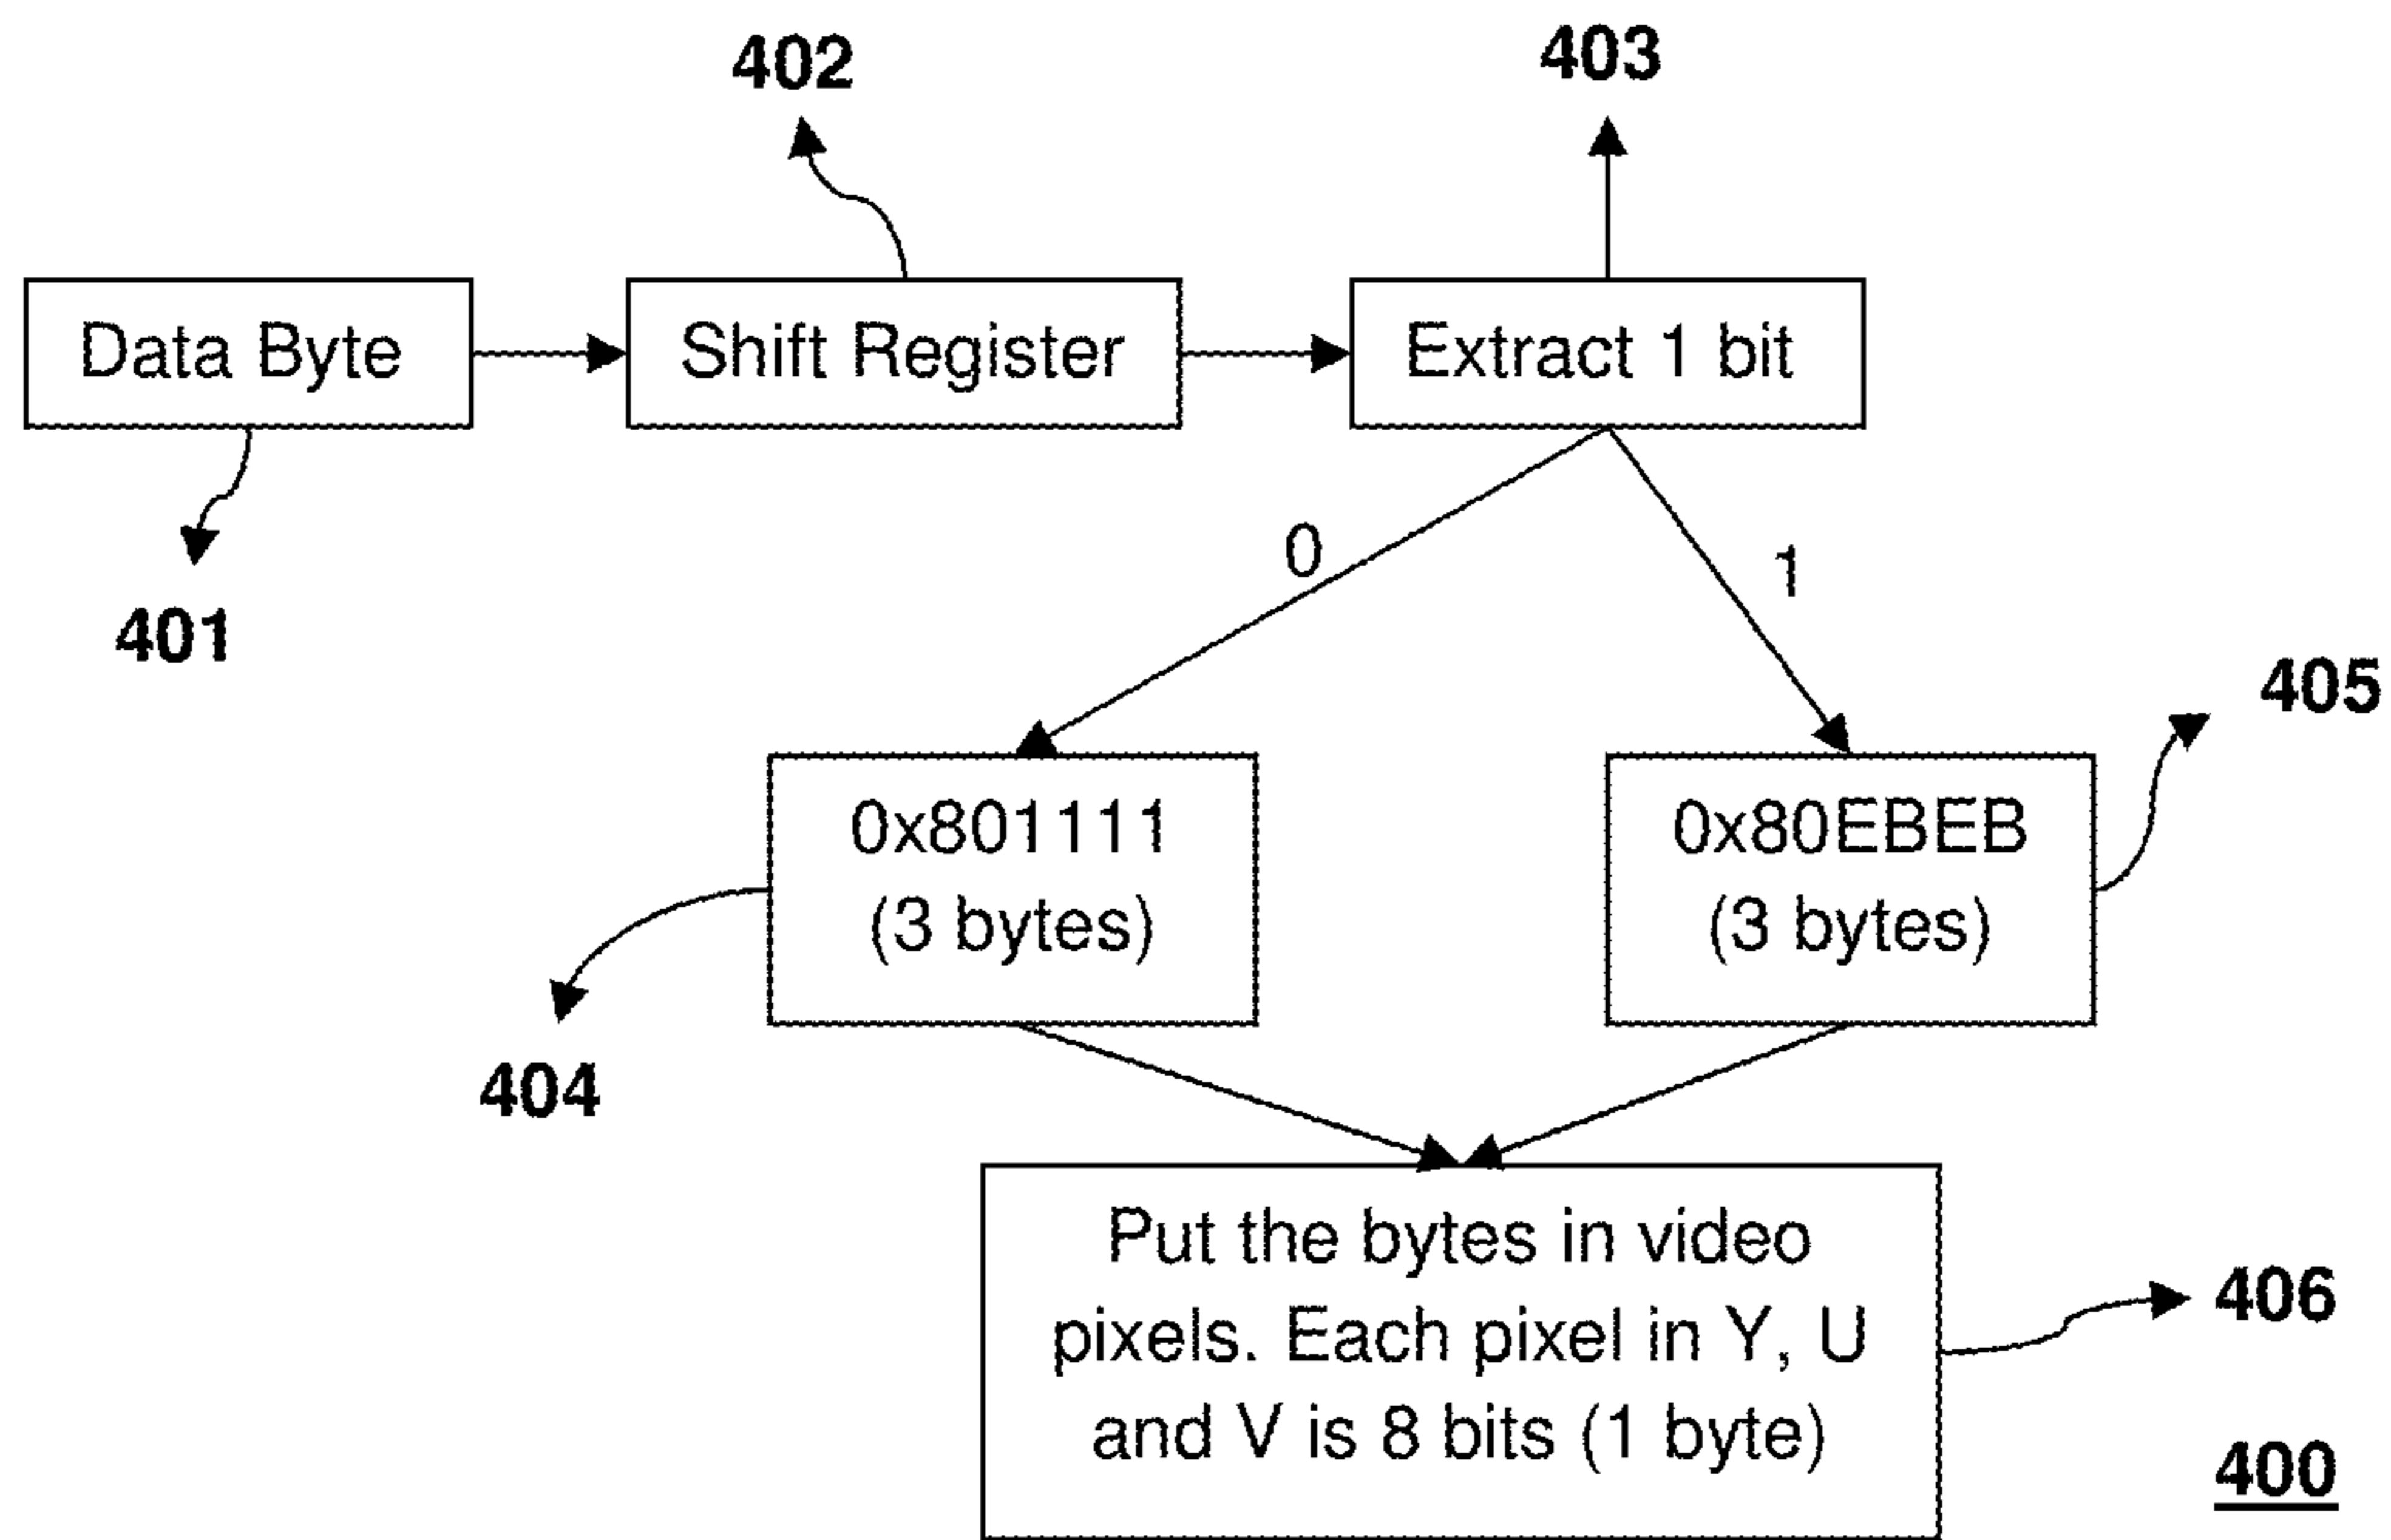 402
403
Data Byte
Shift Register
Extract 1 bit
401
0
1
405
0x801111
(3 bytes)
0x80EBEB
(3 bytes)
404
Put the bytes in video
pixels. Each pixel in Y, U
and V is 8 bits (1 byte)
406
400